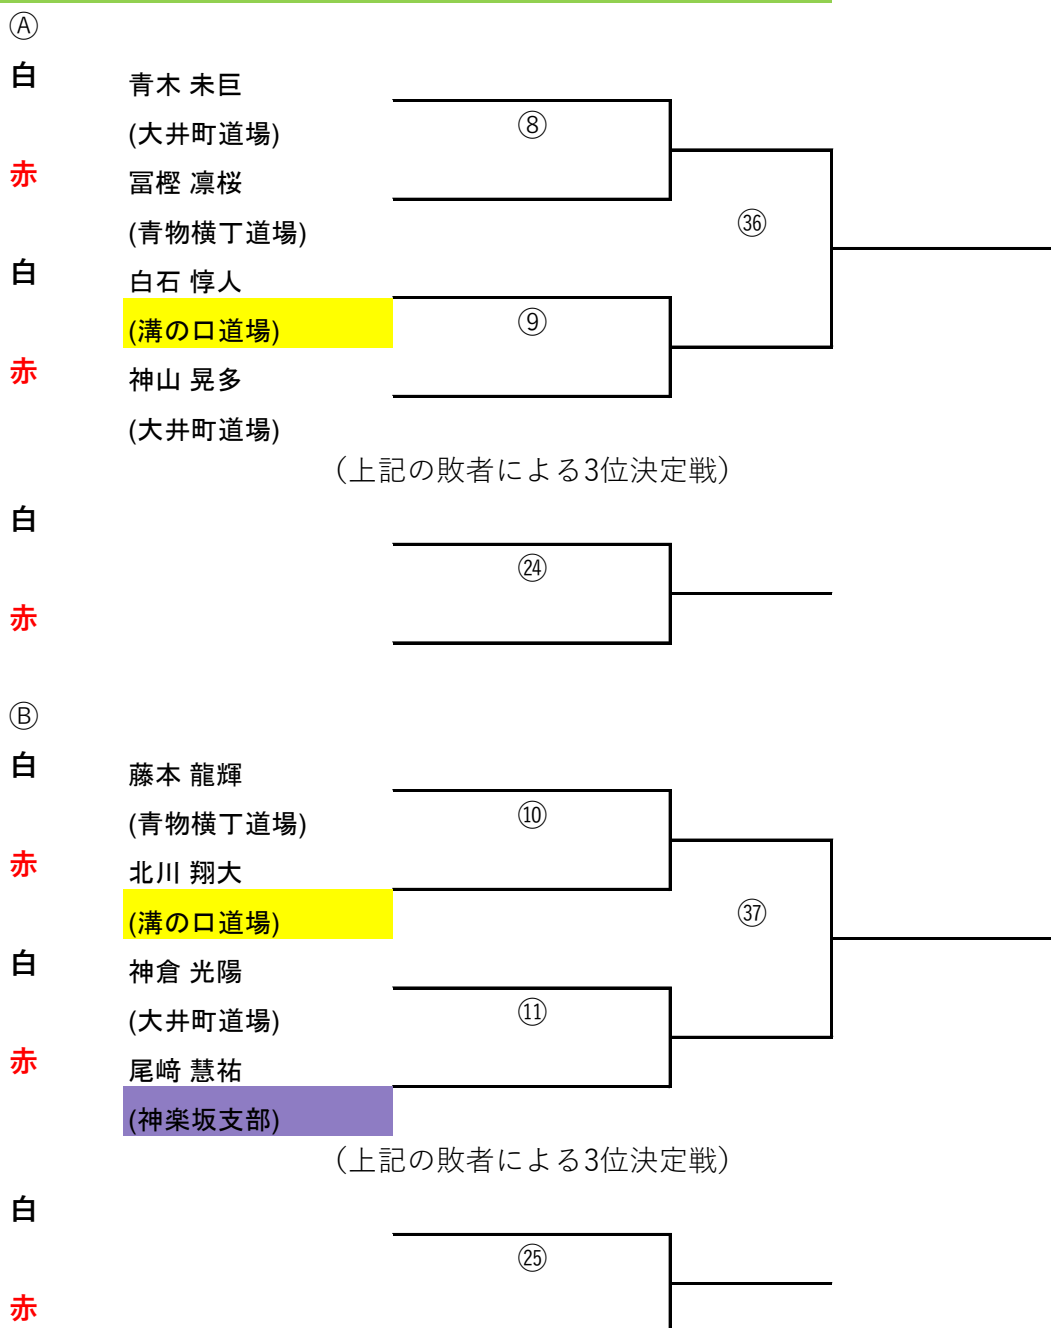 Ⓐ
白 青木 未巨
(大井町道場)
⑧
赤 冨樫 凛桜
(青物横丁道場)
㊱
白 白石 惇人
(溝の口道場)
⑨
赤 神山 晃多
(大井町道場)
（上記の敗者による3位決定戦）
白
㉔
赤
Ⓑ
白 藤本 龍輝
(青物横丁道場)
⑩
赤 北川 翔大
(溝の口道場)
㊲
白 神倉 光陽
(大井町道場)
⑪
赤 尾﨑 慧祐
(神楽坂支部)
（上記の敗者による3位決定戦）
白
㉕
赤